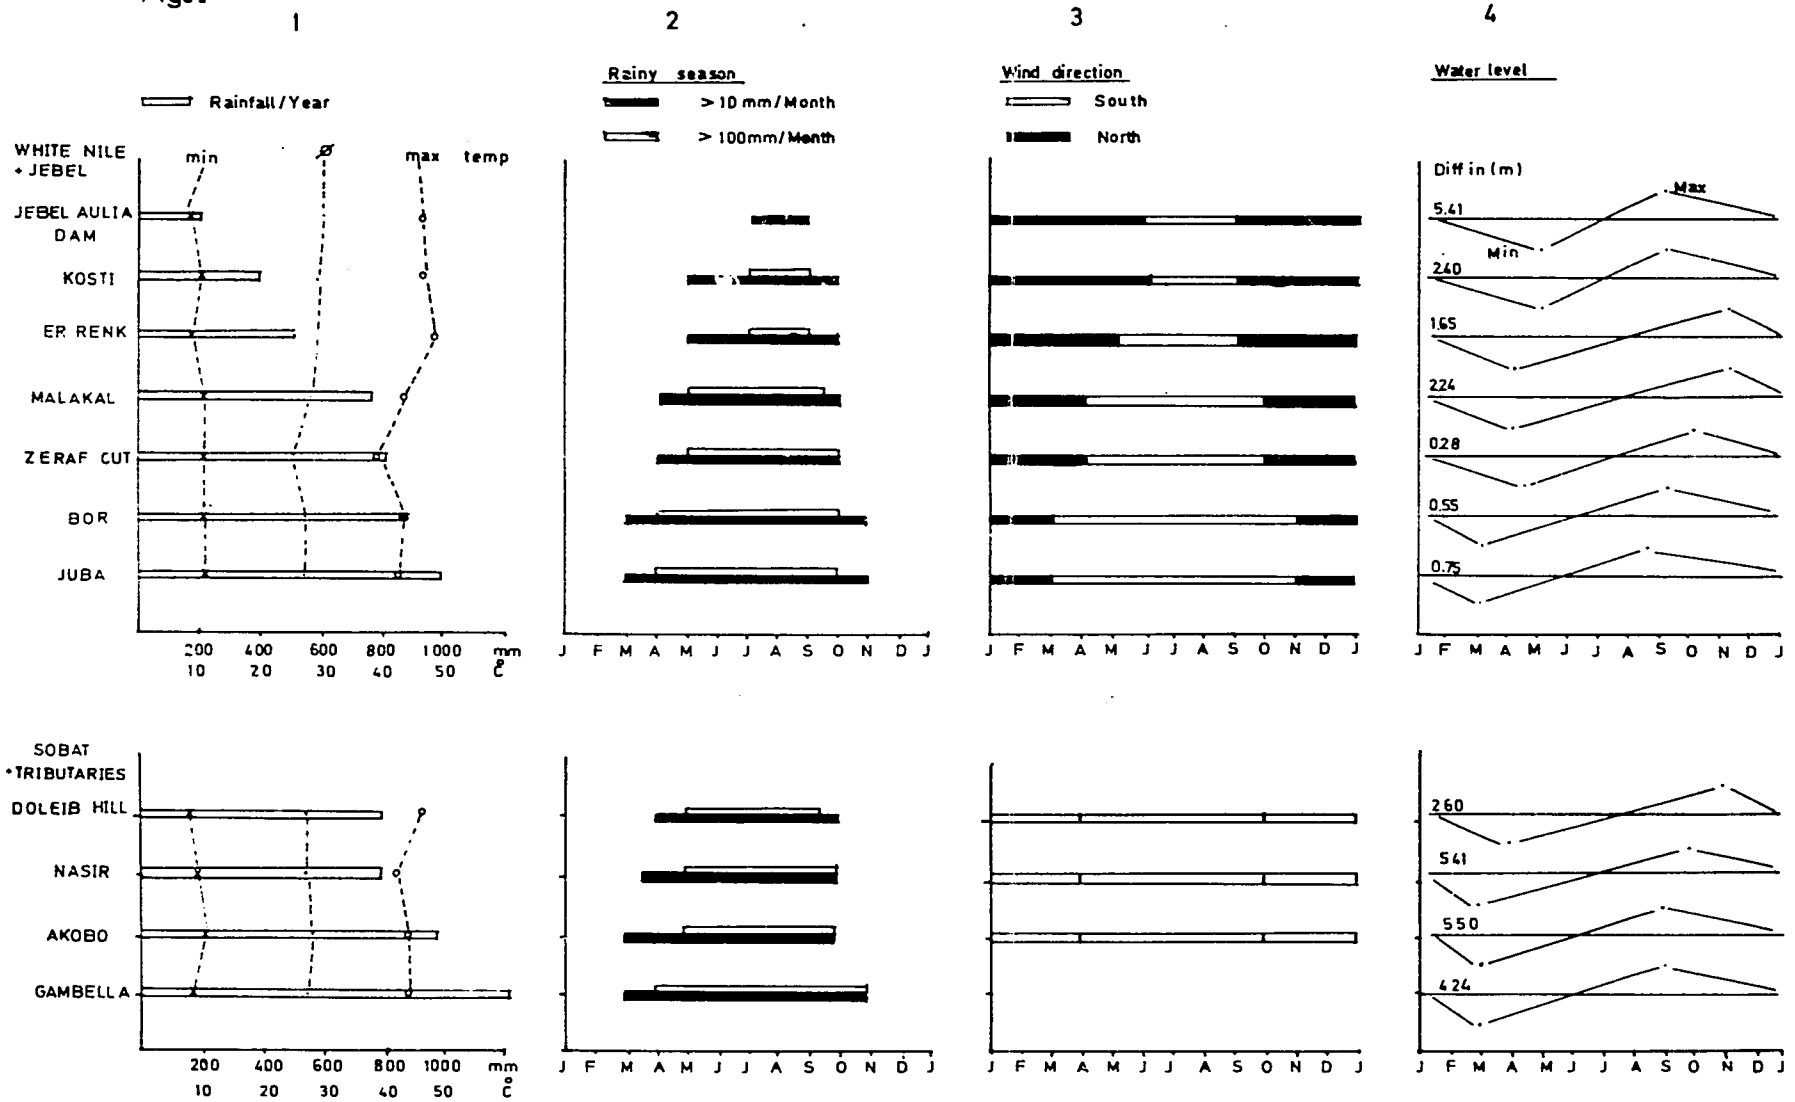 1
2
3
4
Rainfall/Year
Rainy season
> 10 mm/Month
> 100mm/Month
Wind direction
South
North
Water level
WHITE NILE
+ JEBEL
min
ø
max temp
JEBEL AULIA
DAM
KOSTI
ER RENK
MALAKAL
ZERAF CUT
BOR
JUBA
200 400 600 800 1000 mm
10 20 30 40 50 °C
J F M A M J J A S O N D J
J F M A M J J A S O N D J
Diff in (m)
Max
5.41
Min
2.40
1.65
2.24
0.28
0.55
0.75
J F M A M J J A S O N D J
SOBAT
+TRIBUTARIES
DOLEIB HILL
NASIR
AKOBO
GAMBELLA
200 400 600 800 1000 mm
10 20 30 40 50 °C
J F M A M J J A S O N D J
J F M A M J J A S O N D J
2.60
5.41
5.50
4.24
J F M A M J J A S O N D J